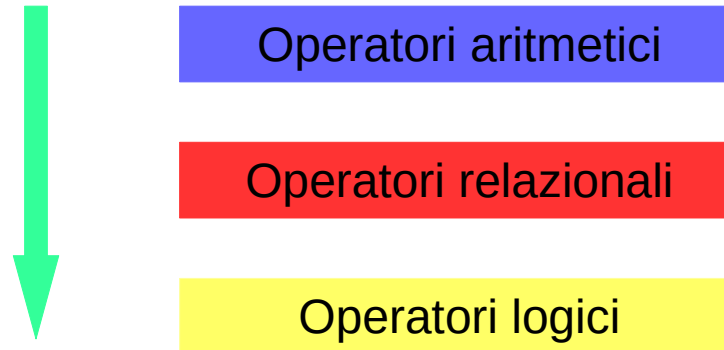 Operatori aritmetici
Operatori relazionali
Operatori logici